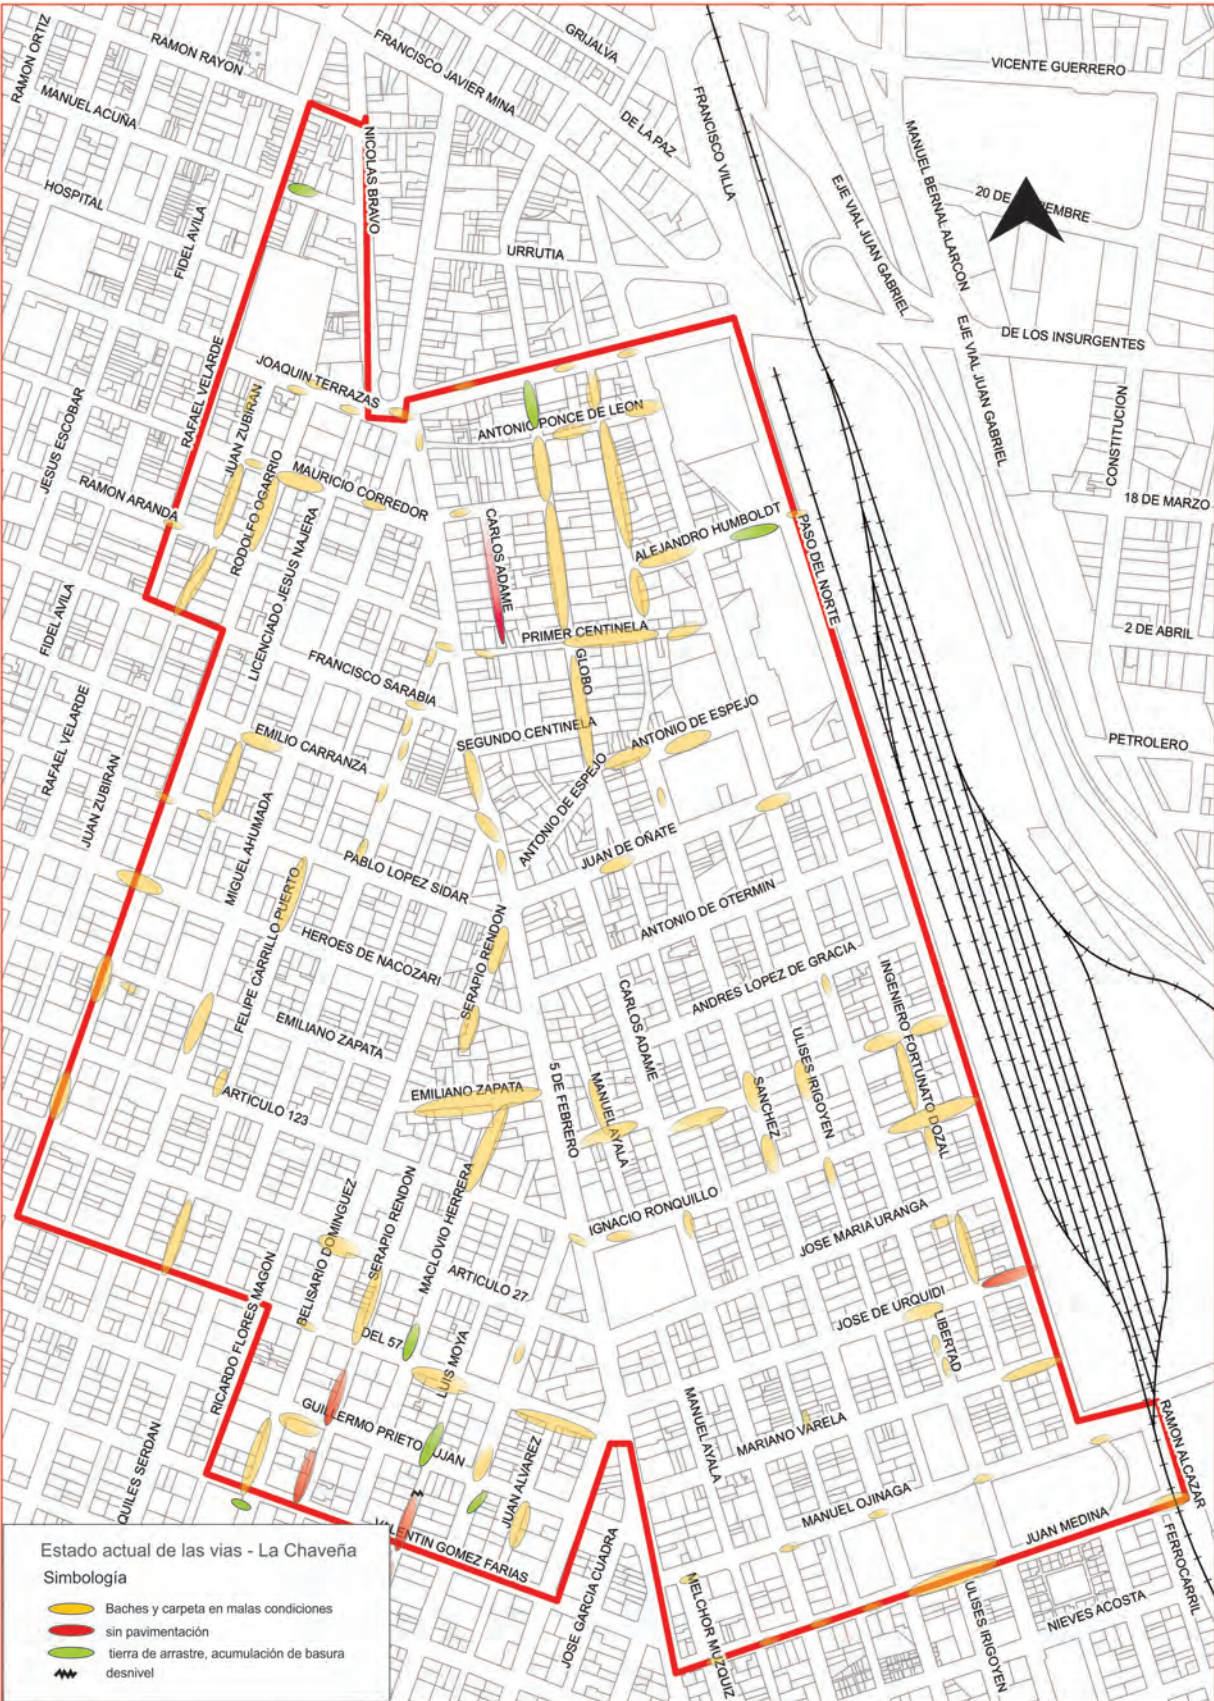 RAMON ORTIZ
RAMON RAYON
MANUEL ACUÑA
HOSPITAL
FIDEL AVILA
FRANCISCO JAVIER MINA
GRIJALVA
DE LA PAZ
FRANCISCO VILLA
NICOLAS BRAVO
URRUTIA
VICENTE GUERRERO
MANUEL BERNAL ALARCON
20 DE
IEMBRE
EJE VIAL JUAN GABRIEL
EJE VIAL JUAN GABRIEL
DE LOS INSURGENTES
CONSTITUCION
18 DE MARZO
2 DE ABRIL
PETROLERO
JESUS ESCOBAR
RAFAEL VELARDE
JOAQUIN TERRAZAS
JUAN ZUBIRAN
RODOLFO OGARRIO
MAURICIO CORREDOR
RAMON ARANDA
LICENCIADO JESUS NAJERA
ANTONIO PONCE DE LEON
CARLOS ADAME
ALEJANDRO HUMBOLDT
PASO DEL NORTE
PRIMER CENTINELA
GLOBO
FIDEL AVILA
RAFAEL VELARDE
JUAN ZUBIRAN
FRANCISCO SARABIA
EMILIO CARRANZA
SEGUNDO CENTINELA
ANTONIO DE ESPEJO
ANTONIO DE ESPEJO
MIGUEL AHUMADA
PABLO LOPEZ SIDAR
JUAN DE OÑATE
ANTONIO DE OTERMIN
FELIPE CARRILLO PUERTO
HEROES DE NACOZARI
SERAPIO RENDON
ANDRES LOPEZ DE GRACIA
CARLOS ADAME
INGENIERO FORTUNATO DOZAL
EMILIANO ZAPATA
ULISES IRIGOYEN
ARTICULO 123
EMILIANO ZAPATA
5 DE FEBRERO
MANUEL AYALA
SANCHEZ
BELISARIO DOMINGUEZ
SERAPIO RENDON
MACLOVIO HERRERA
IGNACIO RONQUILLO
JOSE MARIA URANGA
ARTICULO 27
RICARDO FLORES MAGON
DEL 57
LUIS MOYA
JOSE DE URQUIDI
LIBERTAD
GUILLERMO PRIETO
UJAN
MANUEL AYALA
MARIANO VARELA
RAMON ALCAZAR
QUILES SERDAN
JUAN ALVAREZ
MANUEL OJINAGA
JUAN MEDINA
VALENTIN GOMEZ FARIAS
JOSE GARCIA CUADRA
MELCHOR MUZQUIZ
ULISES IRIGOYEN
NIEVES ACOSTA
FERROCARRIL
Estado actual de las vias - La Chaveña
Simbología
Baches y carpeta en malas condiciones
sin pavimentación
tierra de arrastre, acumulación de basura
desnivel